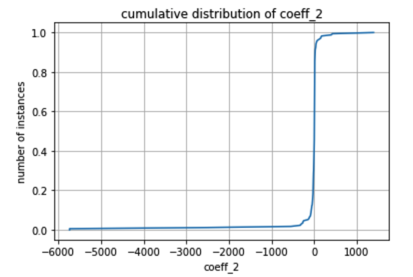 cumulative distribution of coeff_2
number of instances
1.0
0.8
0.6
0.4
0.2
0.0
−6000 −5000 −4000 −3000 −2000 −1000 0 1000
coeff_2